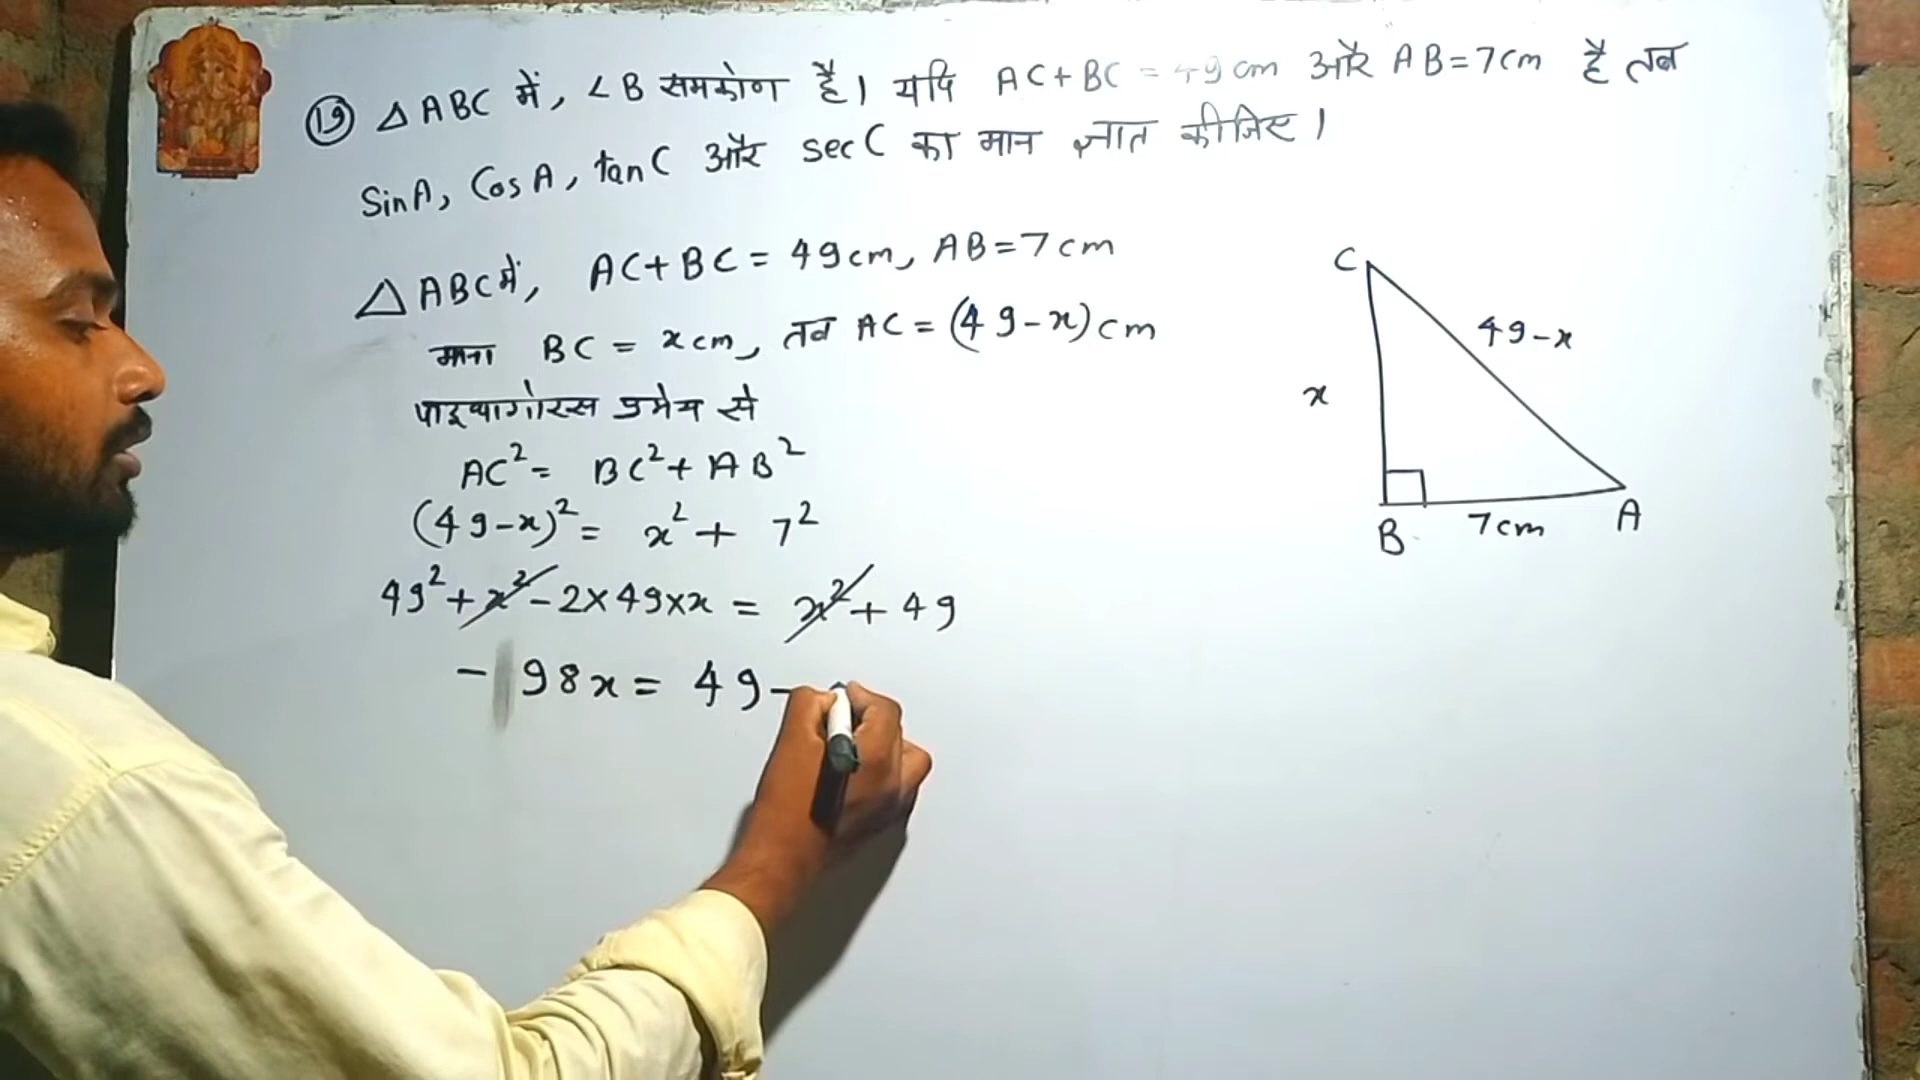 (19) △ABC में, ∠B समकोण है। यदि AC+BC = 49cm और AB=7cm है तब
SinA, CosA, tanC और secC का मान ज्ञात कीजिए।
△ABC में, AC+BC = 49cm, AB=7cm
माना BC = x cm, तब AC = (49-x)cm
पाइथागोरस प्रमेय से
AC² = BC²+AB²
(49-x)² = x² + 7²
49²+x²-2×49×x = x²+49
- 98x = 49-
C
49-x
x
B
7cm
A